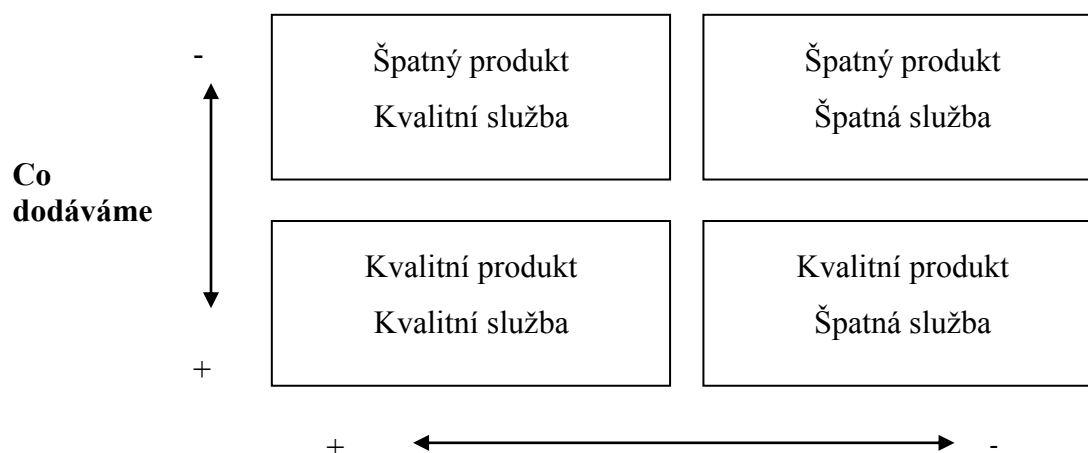 -
Špatný produkt
Kvalitní služba
Špatný produkt
Špatná služba
Co
dodáváme
Kvalitní produkt
Kvalitní služba
Kvalitní produkt
Špatná služba
+
+
-